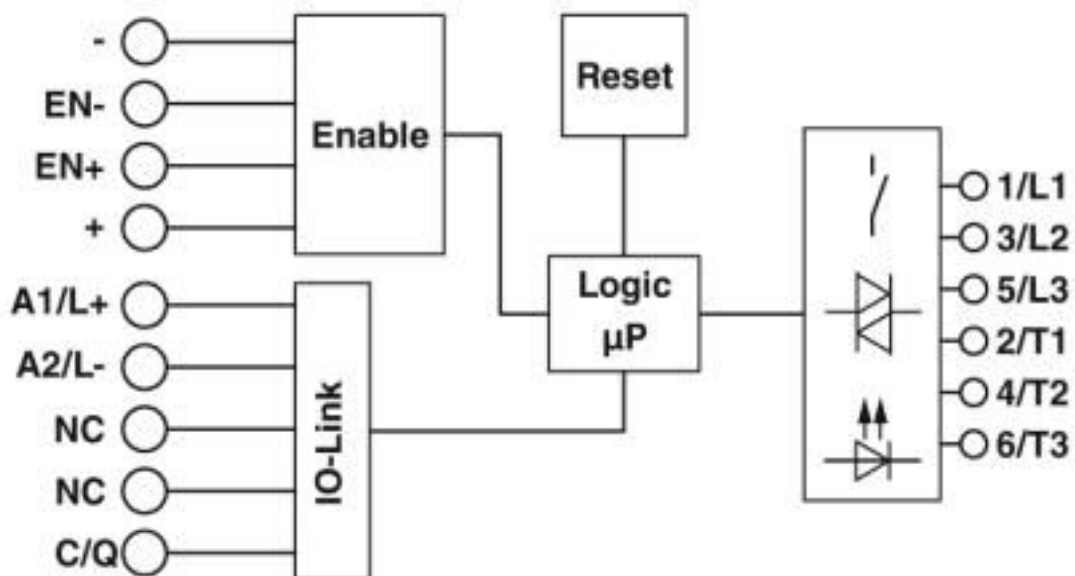 -
EN-
EN+
+
Enable
Reset
A1/L+
A2/L-
NC
NC
C/Q
IO-Link
Logic
µP
1/L1
3/L2
5/L3
2/T1
4/T2
6/T3